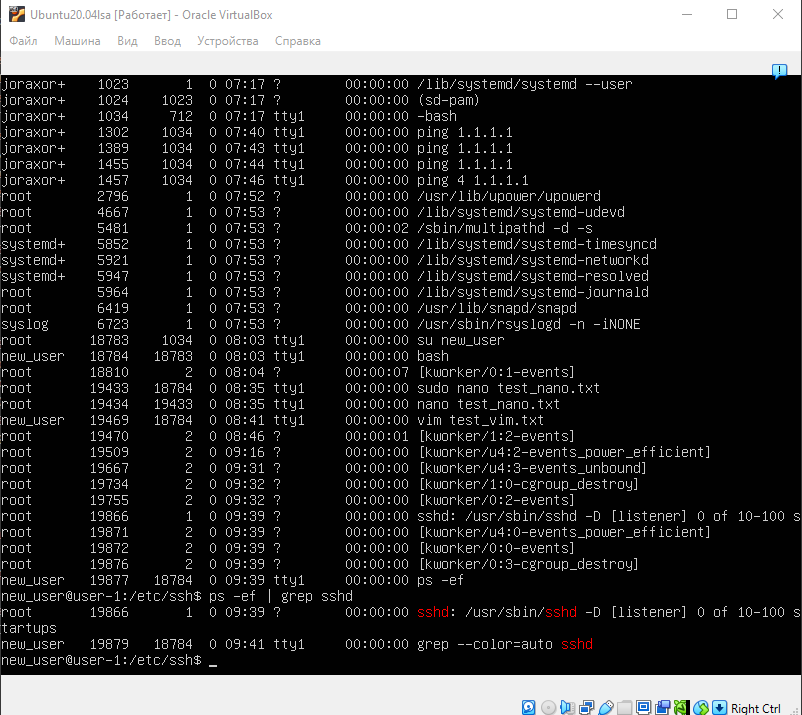 Ubuntu20.04lsa [Работает] - Oracle VirtualBox
Файл Машина Вид Ввод Устройства Справка
joraxor+ 1023 1 0 07:17 ? 00:00:00 /lib/systemd/systemd --user
joraxor+ 1024 1023 0 07:17 ? 00:00:00 (sd-pam)
joraxor+ 1034 712 0 07:17 tty1 00:00:00 -bash
joraxor+ 1302 1034 0 07:40 tty1 00:00:00 ping 1.1.1.1
joraxor+ 1389 1034 0 07:43 tty1 00:00:00 ping 1.1.1.1
joraxor+ 1455 1034 0 07:44 tty1 00:00:00 ping 1.1.1.1
joraxor+ 1457 1034 0 07:46 tty1 00:00:00 ping 4 1.1.1.1
root 2796 1 0 07:52 ? 00:00:00 /usr/lib/upower/upowerd
root 4667 1 0 07:53 ? 00:00:00 /lib/systemd/systemd-udevd
root 5481 1 0 07:53 ? 00:00:02 /sbin/multipathd -d -s
systemd+ 5852 1 0 07:53 ? 00:00:00 /lib/systemd/systemd-timesyncd
systemd+ 5921 1 0 07:53 ? 00:00:00 /lib/systemd/systemd-networkd
systemd+ 5947 1 0 07:53 ? 00:00:00 /lib/systemd/systemd-resolved
root 5964 1 0 07:53 ? 00:00:00 /lib/systemd/systemd-journald
root 6419 1 0 07:53 ? 00:00:00 /usr/lib/snapd/snapd
syslog 6723 1 0 07:53 ? 00:00:00 /usr/sbin/rsyslogd -n -iNONE
root 18783 1034 0 08:03 tty1 00:00:00 su new_user
new_user 18784 18783 0 08:03 tty1 00:00:00 bash
root 18810 2 0 08:04 ? 00:00:07 [kworker/0:1-events]
root 19433 18784 0 08:35 tty1 00:00:00 sudo nano test_nano.txt
root 19434 19433 0 08:35 tty1 00:00:00 nano test_nano.txt
new_user 19469 18784 0 08:41 tty1 00:00:00 vim test_vim.txt
root 19470 2 0 08:46 ? 00:00:01 [kworker/1:2-events]
root 19509 2 0 09:16 ? 00:00:00 [kworker/u4:2-events_power_efficient]
root 19667 2 0 09:31 ? 00:00:00 [kworker/u4:3-events_unbound]
root 19734 2 0 09:32 ? 00:00:00 [kworker/1:0-cgroup_destroy]
root 19755 2 0 09:32 ? 00:00:00 [kworker/0:2-events]
root 19866 1 0 09:39 ? 00:00:00 sshd: /usr/sbin/sshd -D [listener] 0 of 10-100 s
root 19871 2 0 09:39 ? 00:00:00 [kworker/u4:0-events_power_efficient]
root 19872 2 0 09:39 ? 00:00:00 [kworker/0:0-events]
root 19876 2 0 09:39 ? 00:00:00 [kworker/0:3-cgroup_destroy]
new_user 19877 18784 0 09:39 tty1 00:00:00 ps -ef
new_user@user-1:/etc/ssh$ ps -ef | grep sshd
root 19866 1 0 09:39 ? 00:00:00 sshd: /usr/sbin/sshd -D [listener] 0 of 10-100 s
tartups
new_user 19879 18784 0 09:41 tty1 00:00:00 grep --color=auto sshd
new_user@user-1:/etc/ssh$ _
Right Ctrl